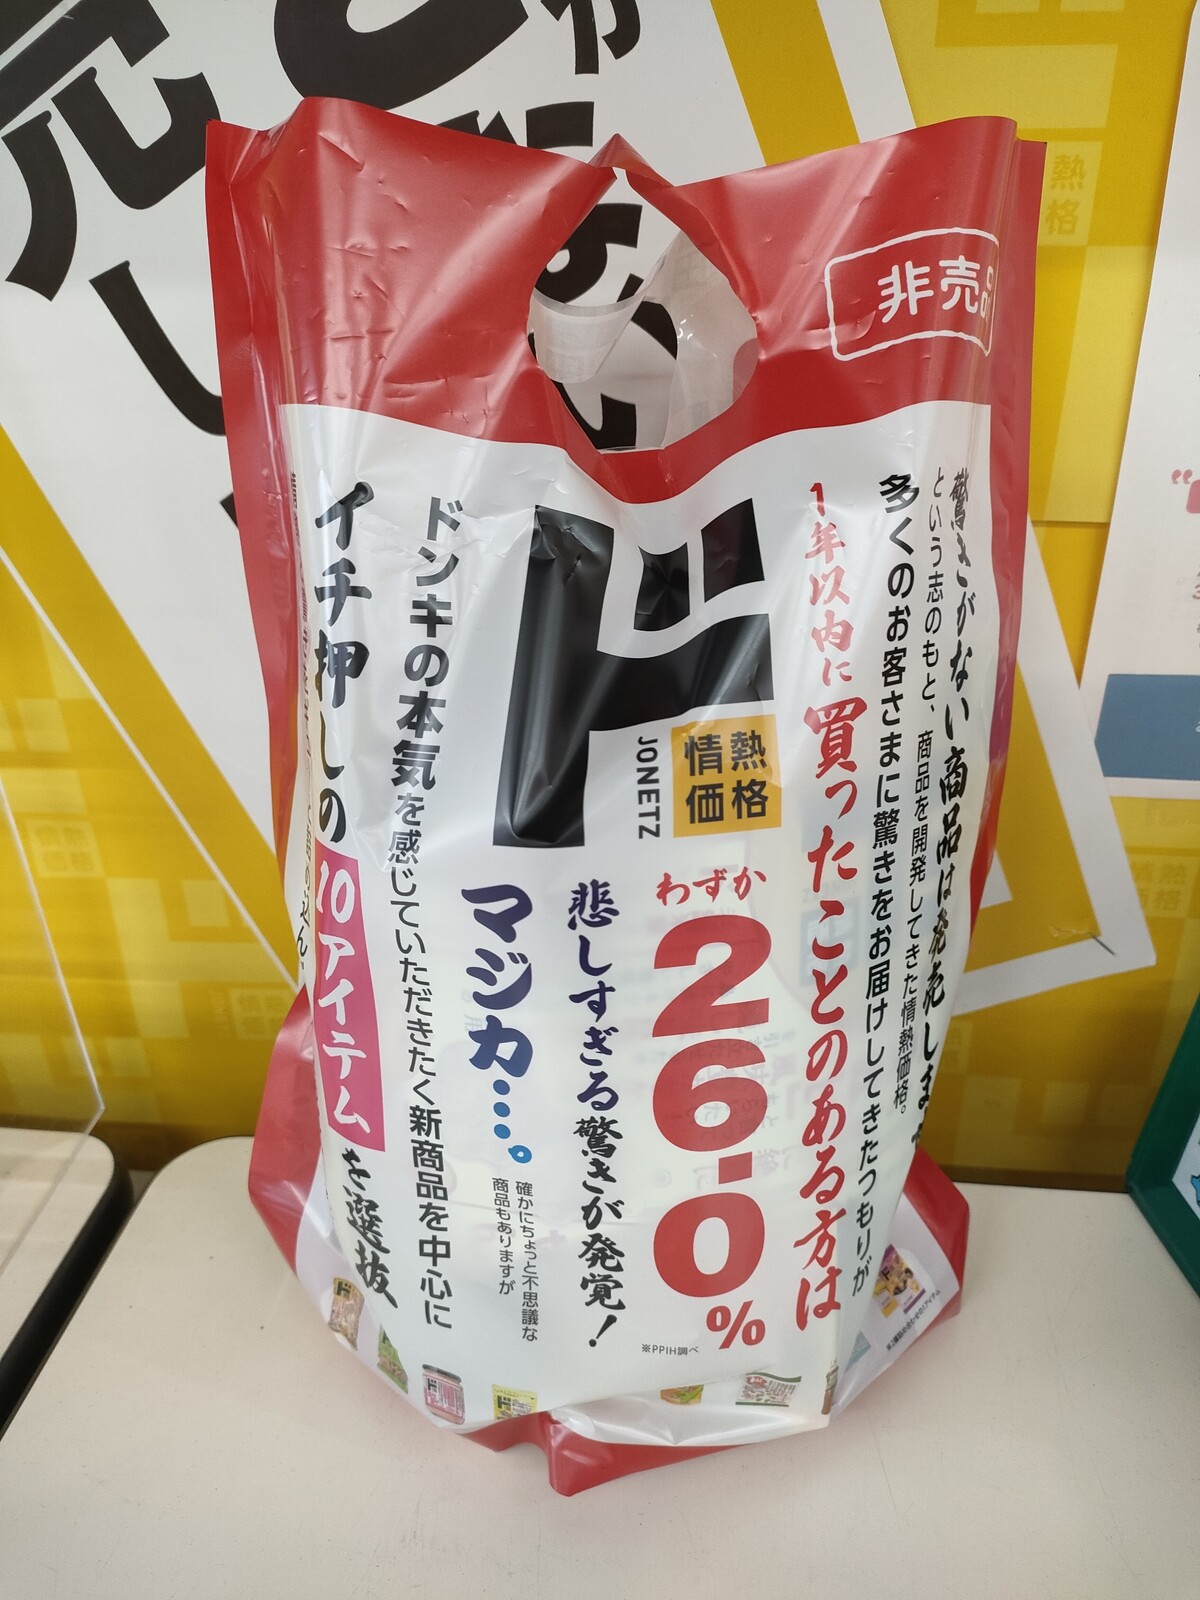 非売品
驚きがない商品は発売しま
という志のもと、商品を開発してきた情熱価格。
多くのお客さまに驚きをお届けしてきたつもりが
1年以内に買ったことのある方は
わずか
26.0%
※PPIH調べ
ド
情熱価格
JONETZ
悲しすぎる驚きが発覚!
マジカ…。
確かにちょっと不思議な
商品もありますが
ドンキの本気を感じていただきたく新商品を中心に
イチ押しの10アイテムを選抜
情熱
価格
熱
格